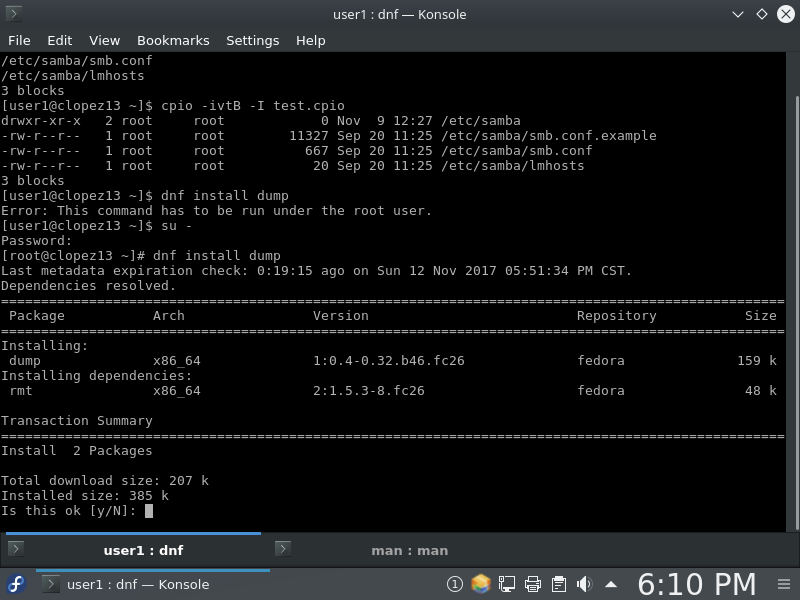 user1 : dnf — Konsole
File Edit View Bookmarks Settings Help
/etc/samba/smb.conf
/etc/samba/lmhosts
3 blocks
[user1@clopez13 ~]$ cpio -ivtB -I test.cpio
drwxr-xr-x   2 root     root            0 Nov  9 12:27 /etc/samba
-rw-r--r--   1 root     root        11327 Sep 20 11:25 /etc/samba/smb.conf.example
-rw-r--r--   1 root     root          667 Sep 20 11:25 /etc/samba/smb.conf
-rw-r--r--   1 root     root           20 Sep 20 11:25 /etc/samba/lmhosts
3 blocks
[user1@clopez13 ~]$ dnf install dump
Error: This command has to be run under the root user.
[user1@clopez13 ~]$ su -
Password:
[root@clopez13 ~]# dnf install dump
Last metadata expiration check: 0:19:15 ago on Sun 12 Nov 2017 05:51:34 PM CST.
Dependencies resolved.
================================================================================
 Package           Arch              Version                          Repository           Size
================================================================================
Installing:
 dump              x86_64            1:0.4-0.32.b46.fc26              fedora              159 k
Installing dependencies:
 rmt               x86_64            2:1.5.3-8.fc26                   fedora               48 k
Transaction Summary
================================================================================
Install  2 Packages
Total download size: 207 k
Installed size: 385 k
Is this ok [y/N]:
user1 : dnf man : man
user1 : dnf — Konsole 1 6:10 PM